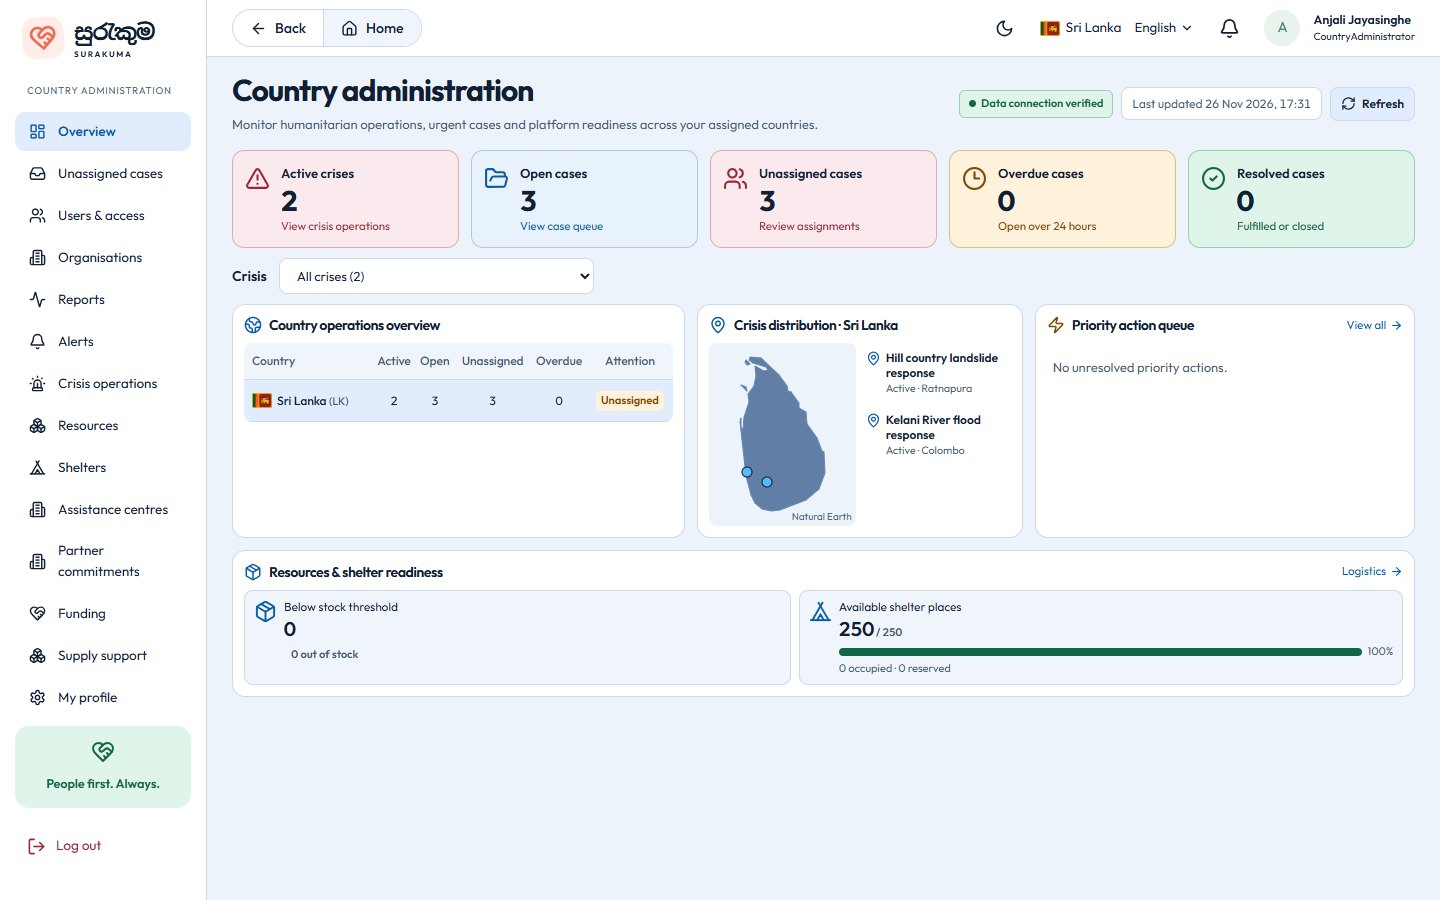 සුරැකුම
SURAKUMA
Back
Home
Sri Lanka
English
A
Anjali Jayasinghe
CountryAdministrator
COUNTRY ADMINISTRATION
Overview
Unassigned cases
Users & access
Organisations
Reports
Alerts
Crisis operations
Resources
Shelters
Assistance centres
Partner
commitments
Funding
Supply support
My profile
People first. Always.
Log out
Country administration
Monitor humanitarian operations, urgent cases and platform readiness across your assigned countries.
Data connection verified
Last updated 26 Nov 2026, 17:31
Refresh
Active crises
2
View crisis operations
Open cases
3
View case queue
Unassigned cases
3
Review assignments
Overdue cases
0
Open over 24 hours
Resolved cases
0
Fulfilled or closed
Crisis
All crises (2)
Country operations overview
Country Active Open Unassigned Overdue Attention
Sri Lanka (LK) 2 3 3 0 Unassigned
Crisis distribution · Sri Lanka
Natural Earth
Hill country landslide
response
Active · Ratnapura
Kelani River flood
response
Active · Colombo
Priority action queue
View all
No unresolved priority actions.
Resources & shelter readiness
Logistics
Below stock threshold
0
0 out of stock
Available shelter places
250 / 250
100%
0 occupied · 0 reserved